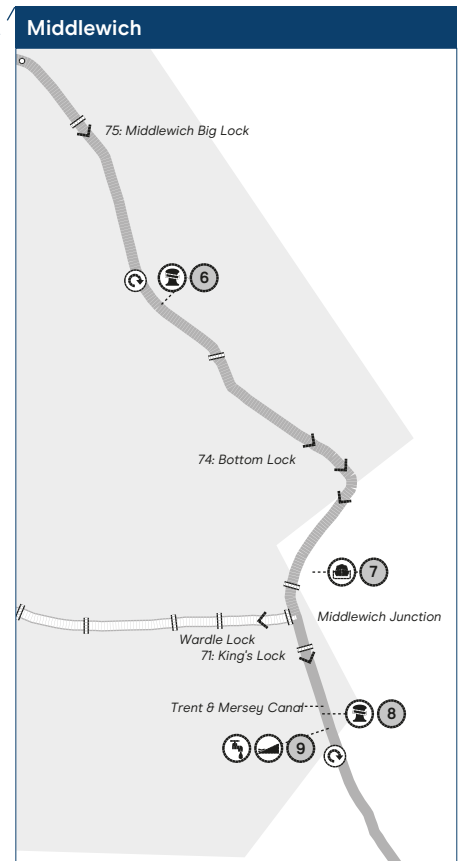 Middlewich
75: Middlewich Big Lock
6
74: Bottom Lock
7
Middlewich Junction
Wardle Lock
71: King's Lock
Trent & Mersey Canal
8
9